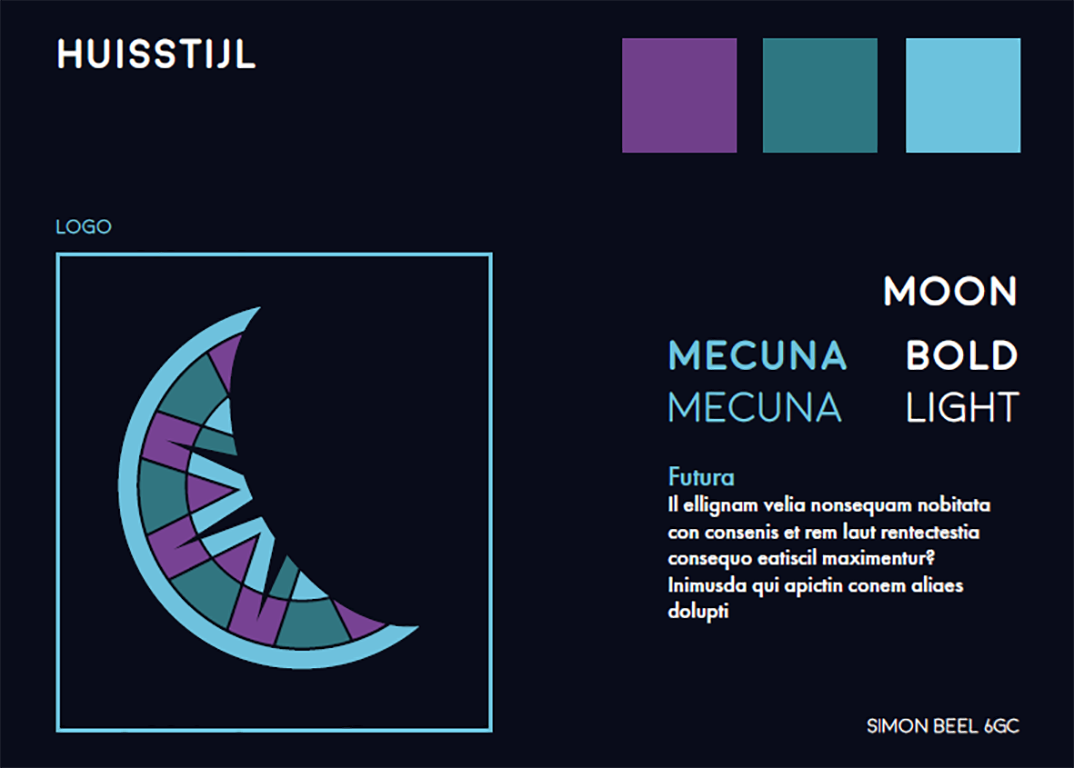 HUISSTIJL
LOGO
MOON
MECUNA BOLD
MECUNA LIGHT
Futura
Il ellignam velia nonsequam nobitata
con consenis et rem laut rentectestia
consequo eatiscil maximentur?
Inimusda qui apictin conem aliaes
dolupti
SIMON BEEL 6GC